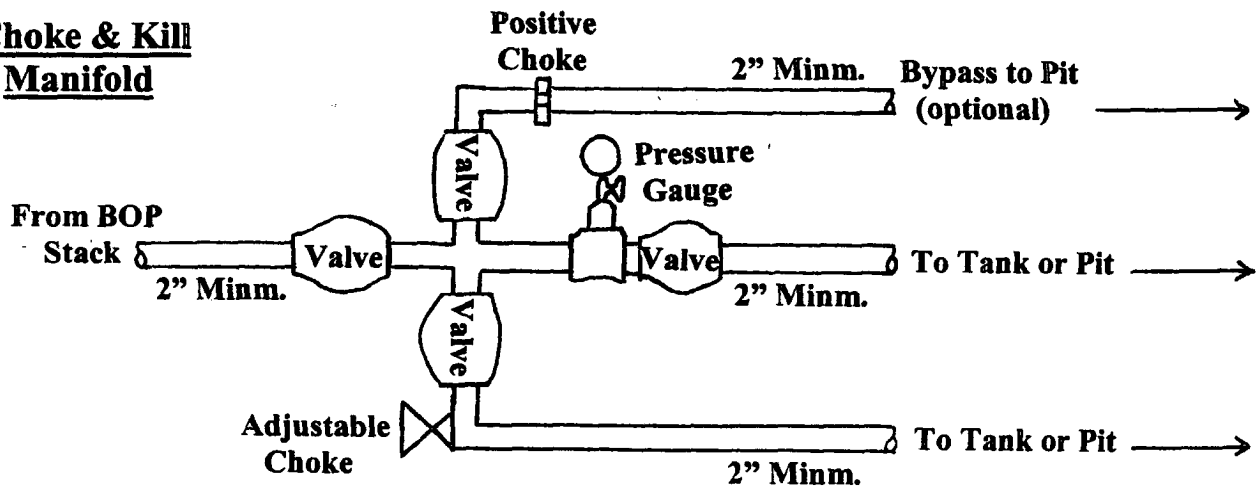 Choke & Kill
Manifold
Positive
Choke
2" Minm.
Bypass to Pit
(optional)
Valve
Pressure
Gauge
From BOP
Stack
2" Minm.
Valve
Valve
2" Minm.
To Tank or Pit
Valve
Adjustable
Choke
2" Minm.
To Tank or Pit